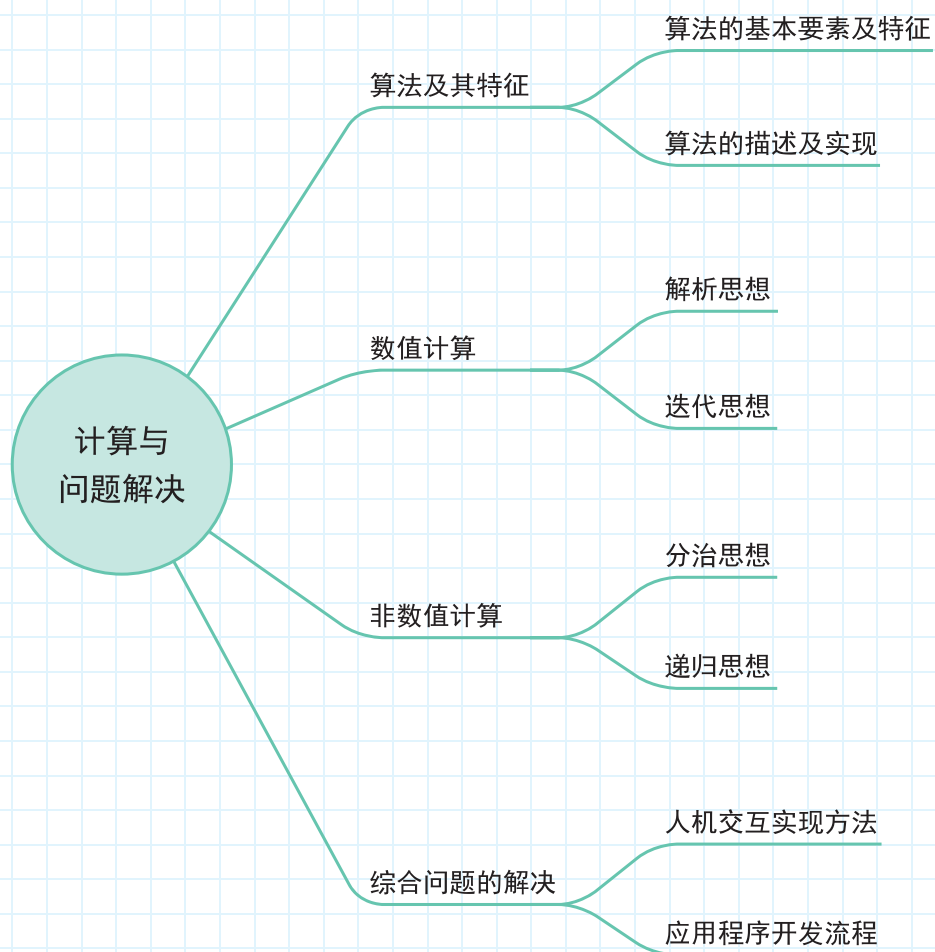 计算与
问题解决
算法及其特征
算法的基本要素及特征
算法的描述及实现
数值计算
解析思想
迭代思想
非数值计算
分治思想
递归思想
综合问题的解决
人机交互实现方法
应用程序开发流程